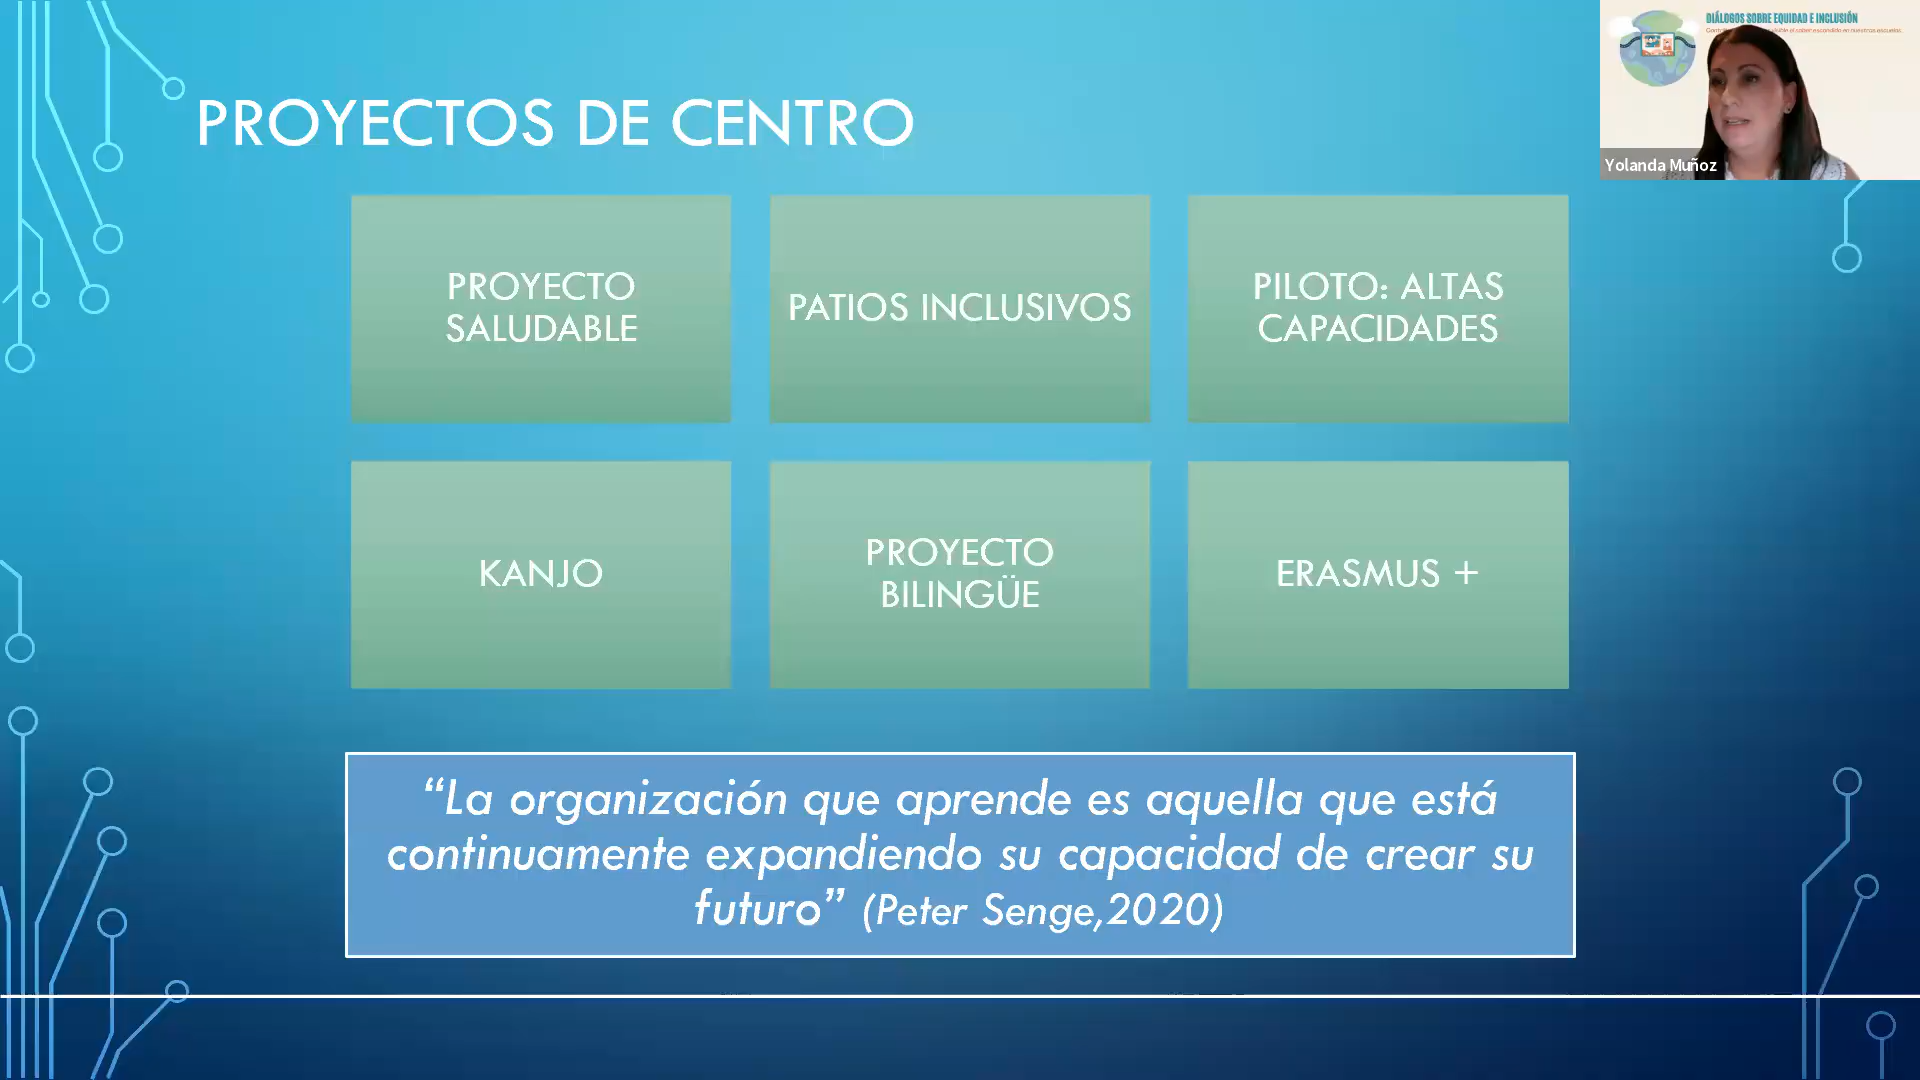 PROYECTOS DE CENTRO
DIÁLOGOS SOBRE EQUIDAD E INCLUSIÓN
Yolanda Muñoz
PROYECTO
SALUDABLE
PATIOS INCLUSIVOS
PILOTO: ALTAS
CAPACIDADES
KANJO
PROYECTO
BILINGÜE
ERASMUS +
“La organización que aprende es aquella que está
continuamente expandiendo su capacidad de crear su
futuro” (Peter Senge,2020)